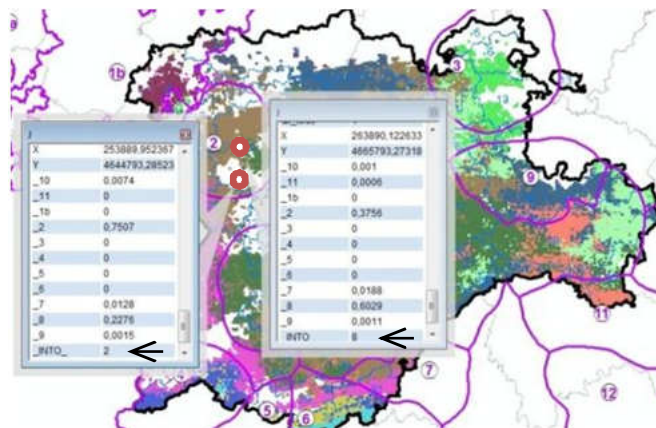 1b
3
2
J
X 253889,952367
Y 4644793,28523
_10 0,0074
_11 0
_1b 0
_2 0,7507
_3 0
_4 0
_5 0
_6 0
_7 0,0128
_8 0,2276
_9 0,0015
_INTO_ 2
J
X 263890,122633
Y 4665793,27318
_10 0,001
_11 0,0006
_1b 0
_2 0,3756
_3 0
_4 0
_5 0
_6 0
_7 0,0188
_8 0,6029
_9 0,0011
INTO 8
9
11
7
12
5
6